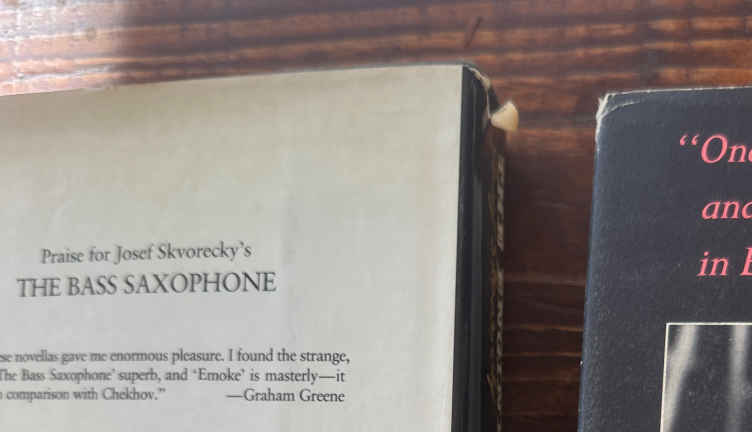 Praise for Josef Skvorecky's
THE BASS SAXOPHONE
novellas gave me enormous pleasure. I found the strange,
The Bass Saxophone' superb, and 'Emoke' is masterly—it
comparison with Chekhov."
—Graham Greene
"On
and
in